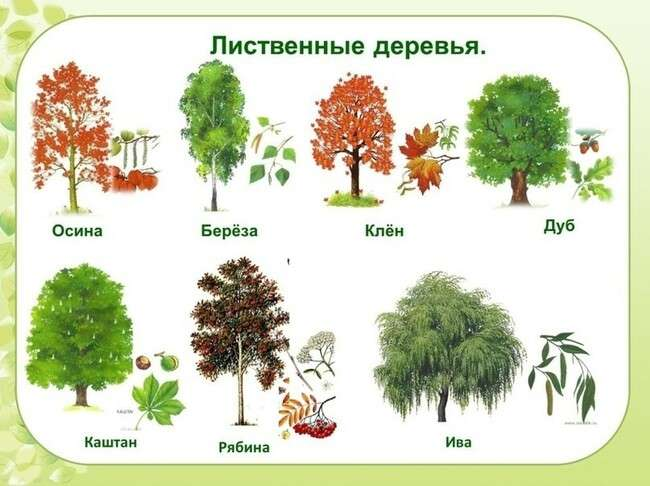 Лиственные деревья.
Осина
Берёза
Клён
Дуб
Каштан
Рябина
Ива